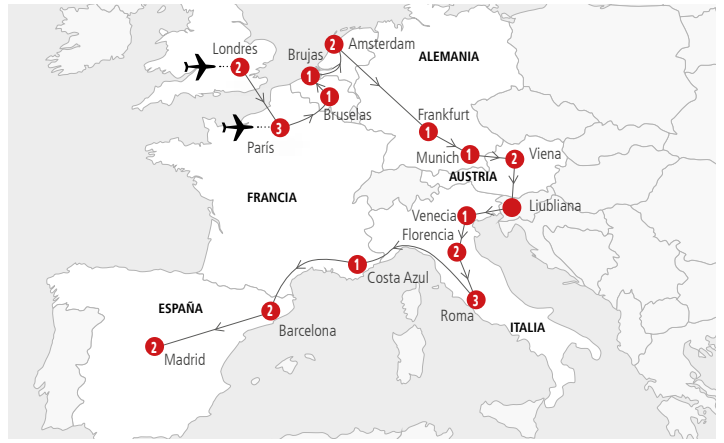 Londres
2
Amsterdam
2
ALEMANIA
Brujas
1
1
Bruselas
3
París
Frankfurt
1
Munich
1
2
Viena
AUSTRIA
FRANCIA
Liubliana
Venecia
1
Florencia
2
1
Costa Azul
3
Roma
ITALIA
ESPAÑA
2
Barcelona
2
Madrid